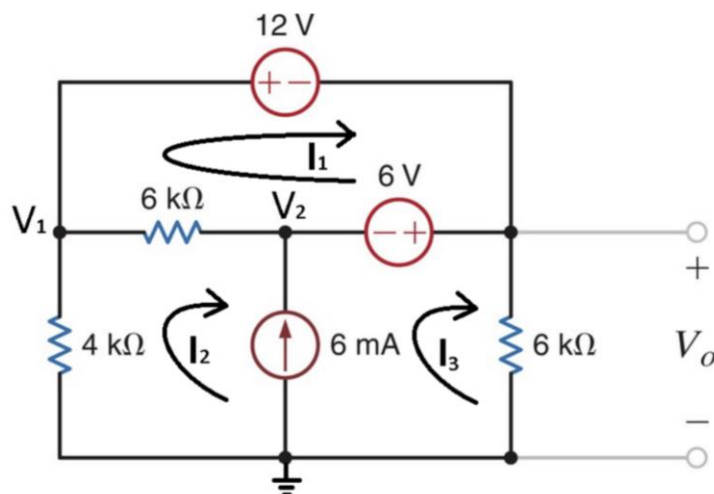 12 V
+ −
I₁
6 kΩ
6 V
V₁
V₂
− +
+
4 kΩ
I₂
6 mA
I₃
6 kΩ
Vₒ
−